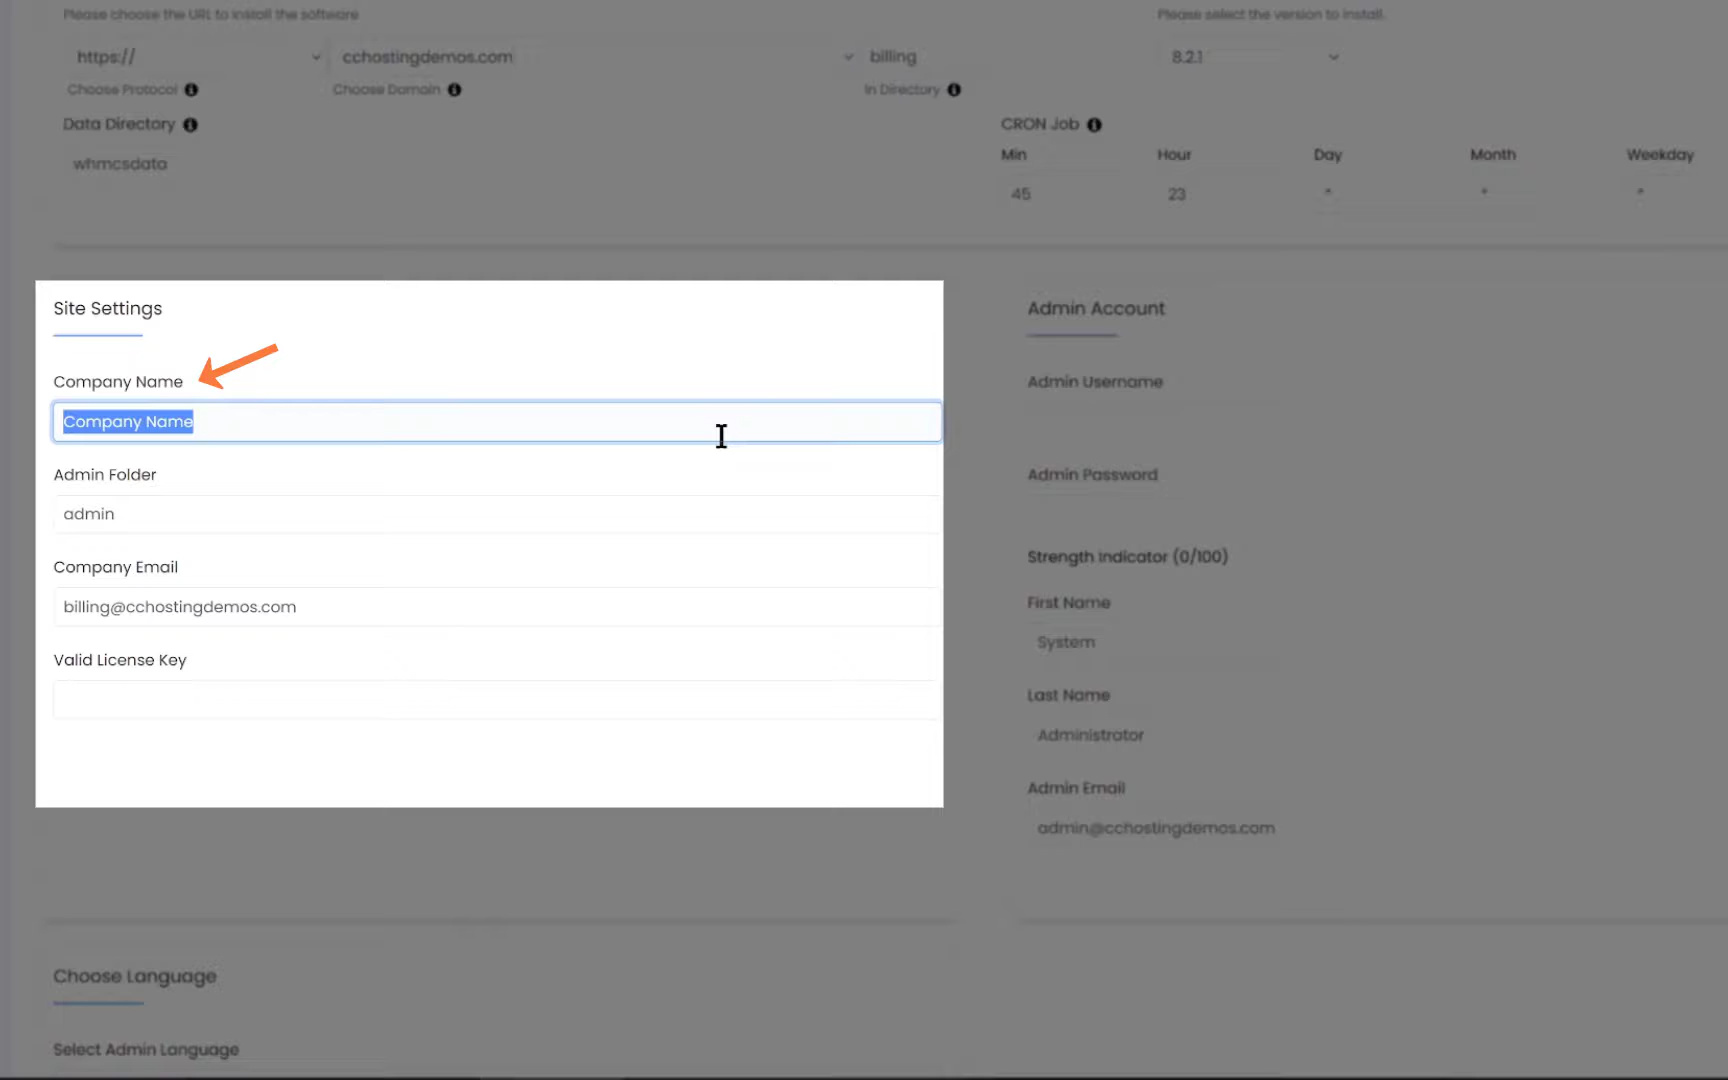 Please choose the URL to install the software
Please select the version to install.
https://
cchostingdemos.com
billing
8.2.1
Choose Protocol
Choose Domain
In Directory
Data Directory
CRON Job
Min
Hour
Day
Month
Weekday
whmcsdata
45
23
*
*
*
Site Settings
Company Name
Company Name
Admin Folder
admin
Company Email
billing@cchostingdemos.com
Valid License Key
Admin Account
Admin Username
Admin Password
Strength Indicator (0/100)
First Name
System
Last Name
Administrator
Admin Email
admin@cchostingdemos.com
Choose Language
Select Admin Language